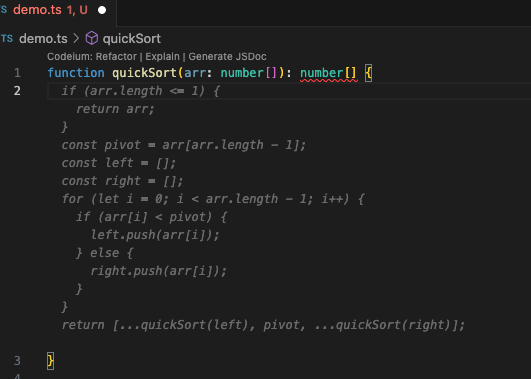 TS demo.ts 1, U ●
TS demo.ts > quickSort
Codeium: Refactor | Explain | Generate JSDoc
1 function quickSort(arr: number[]): number[] {
2 if (arr.length <= 1) {
return arr;
}
const pivot = arr[arr.length - 1];
const left = [];
const right = [];
for (let i = 0; i < arr.length - 1; i++) {
if (arr[i] < pivot) {
left.push(arr[i]);
} else {
right.push(arr[i]);
}
}
return [...quickSort(left), pivot, ...quickSort(right)];
3 }
4